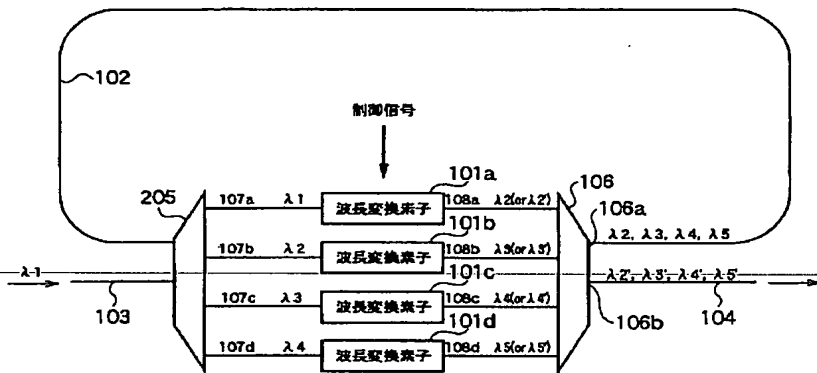 102
制御信号
205
107a λ1
波長変換素子
101a
108a λ2(or λ2')
106
106a
λ2, λ3, λ4, λ5
107b λ2
波長変換素子
101b
108b λ3(or λ3')
λ1
103
λ2', λ3', λ4', λ5'
104
106b
107c λ3
波長変換素子
101c
108c λ4(or λ4')
107d λ4
波長変換素子
101d
108d λ5(or λ5')